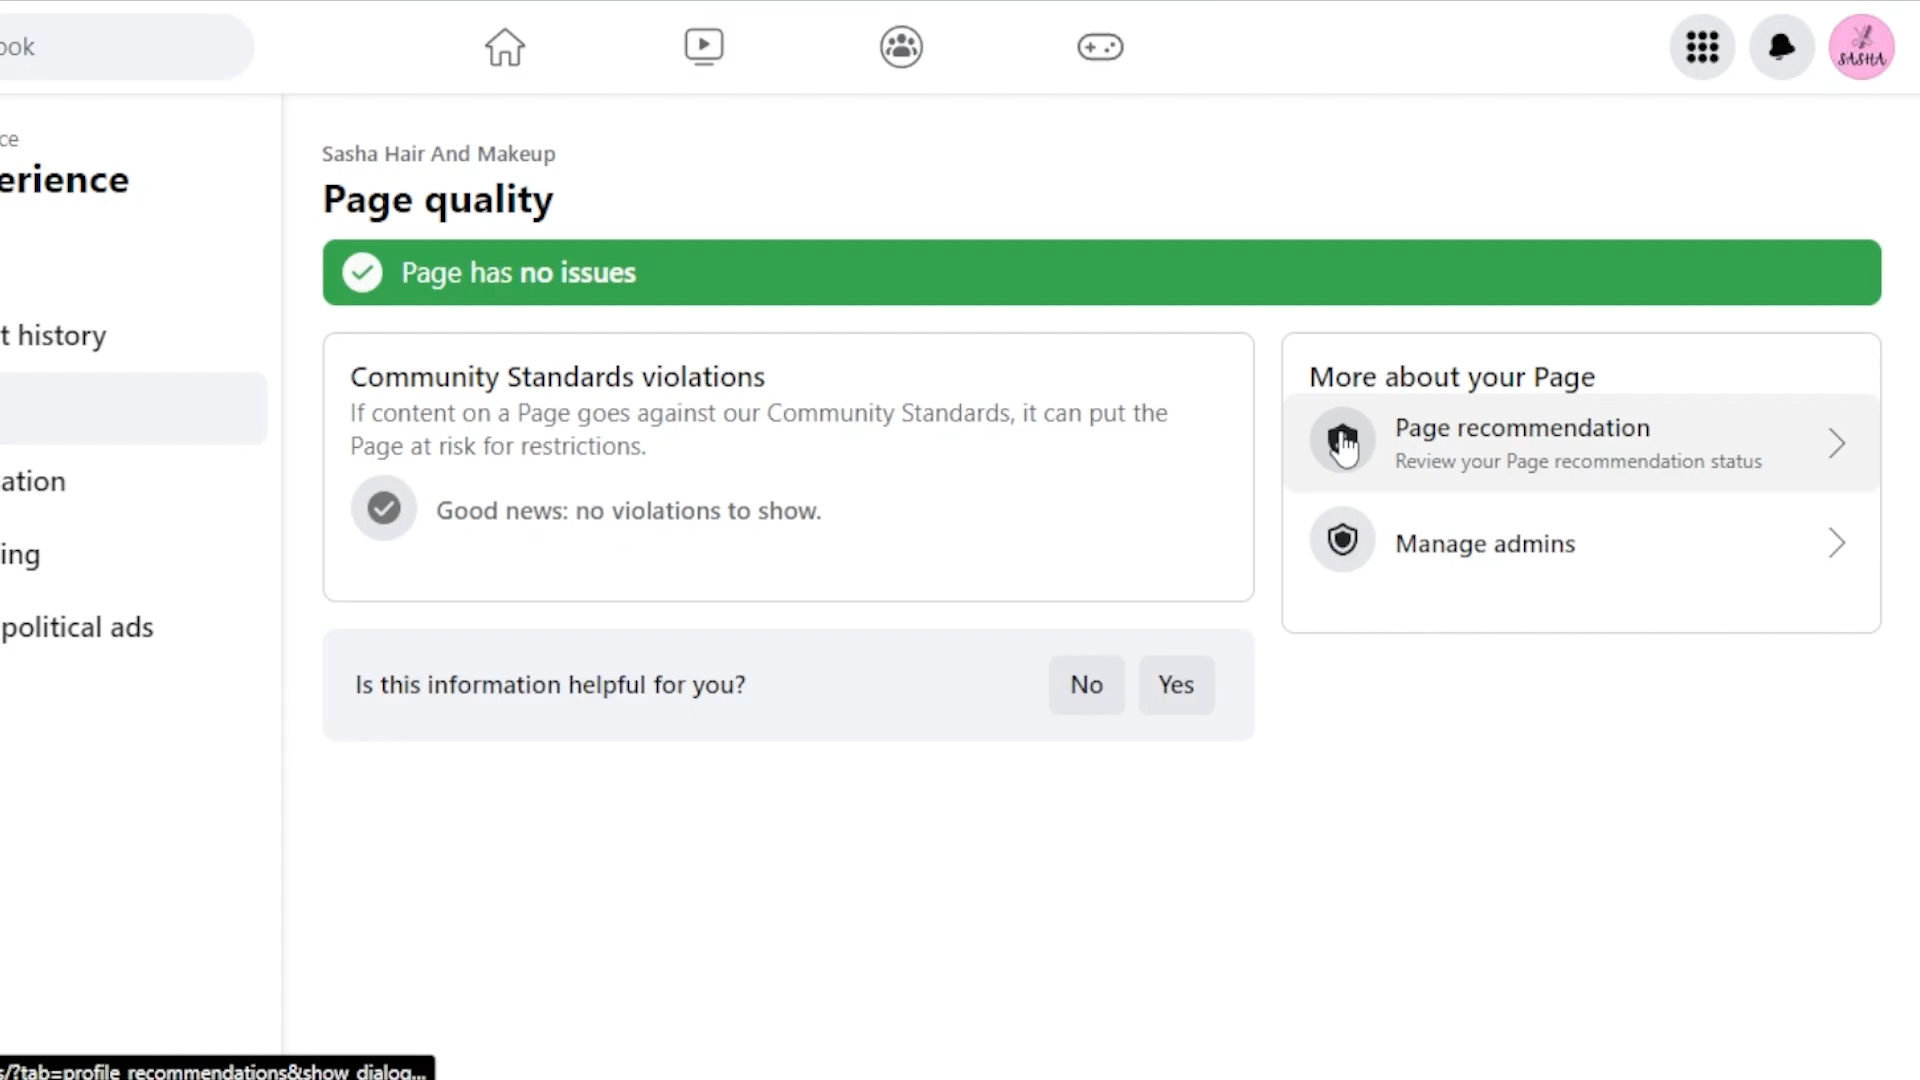 ook
SASHA
ce
erience
t history
ation
ing
political ads
Sasha Hair And Makeup
Page quality
Page has no issues
Community Standards violations
If content on a Page goes against our Community Standards, it can put the
Page at risk for restrictions.
Good news: no violations to show.
Is this information helpful for you?
No
Yes
More about your Page
Page recommendation
Review your Page recommendation status
Manage admins
s/?tab=profile_recommendations&show_dialog...